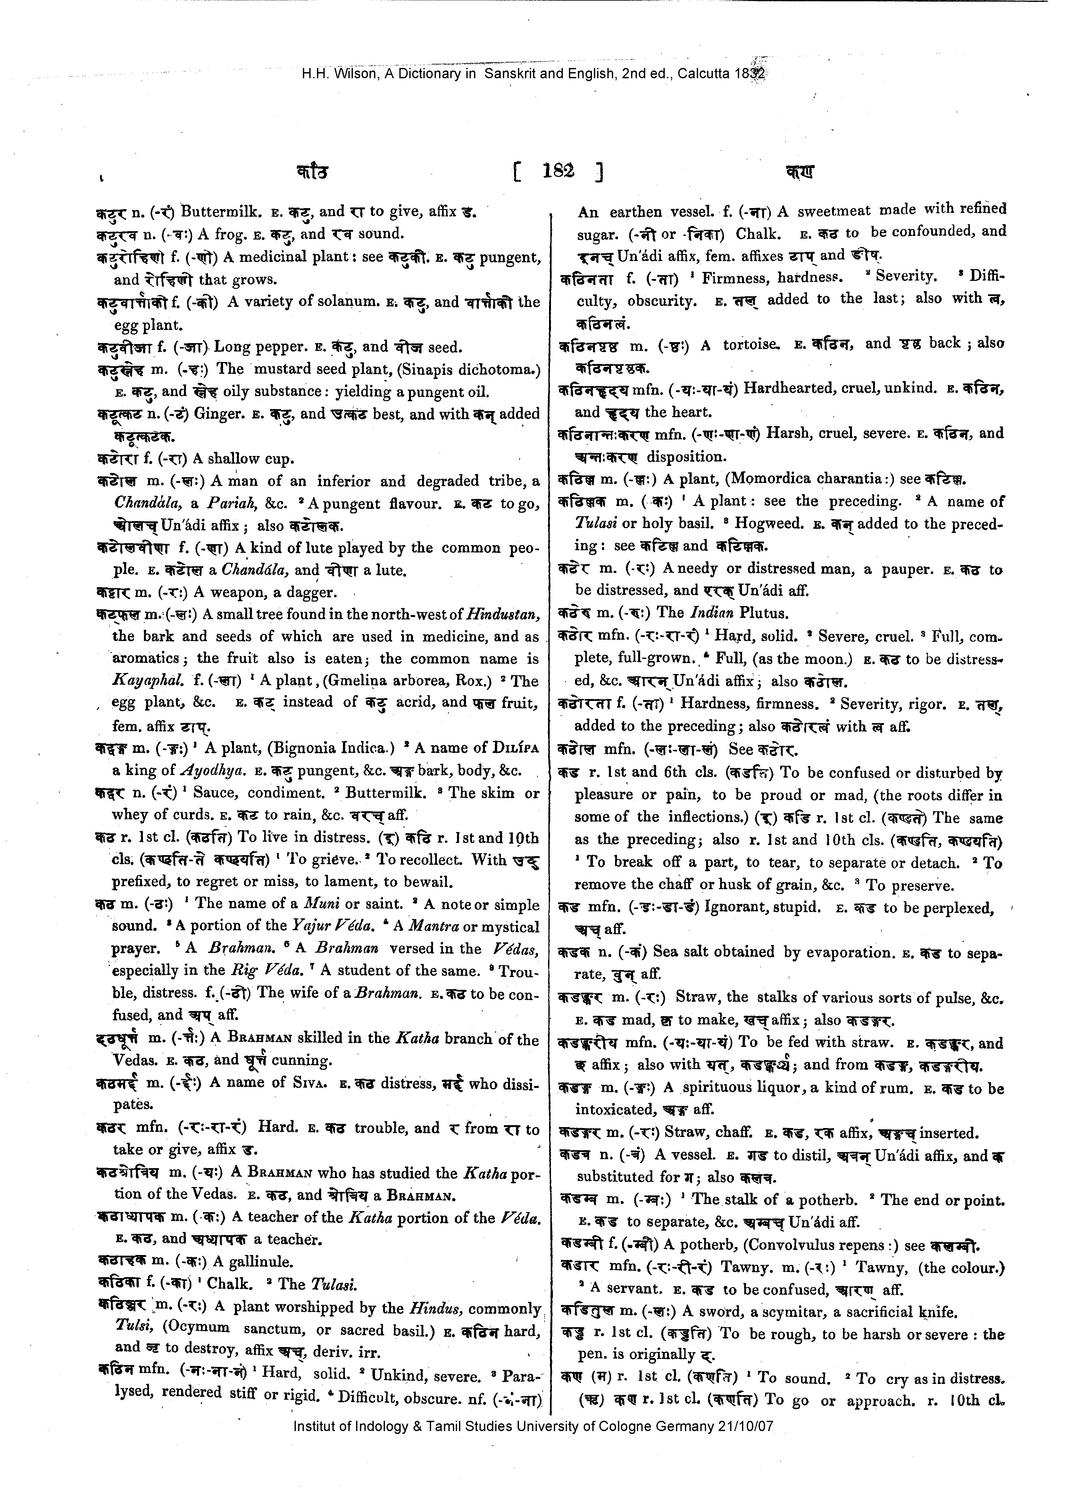 H.H. Wilson, A Dictionary in Sanskrit and English, 2nd ed., Calcutta 1832
[ 182 ]
कण
कटुर n. (-रं) Buttermilk. E. कटु, and रा to give, affix ड.
कटुरव n. (-वः) A frog. E. कटु, and रव sound.
कटुरोहिणी f. (-णी) A medicinal plant : see कटुकी. E. कटु pungent,
and रोहिणी that grows.
कटुवार्त्ताकी f. (-की) A variety of solanum. E. कटु, and वार्त्ताकी the
egg plant.
कटुवीजा f. (-जा) Long pepper. E. कटु, and वीज seed.
कटुस्नेह m. (-हः) The mustard seed plant, (Sinapis dichotoma.)
E. कटु, and स्नेह oily substance : yielding a pungent oil.
कटूत्कट n. (-टं) Ginger. E. कटु, and उत्कट best, and with कन् added
कटूत्कटक.
कटोरा f. (-रा) A shallow cup.
कटोल m. (-लः) A man of an inferior and degraded tribe, a
Chandála, a Pariah, &c. ² A pungent flavour. E. कट to go,
ओलच् Un'ádi affix ; also कटोलक.
कटोलवीणा f. (-णा) A kind of lute played by the common peo-
ple. E. कटोल a Chandála, and वीणा a lute.
कट्टार m. (-रः) A weapon, a dagger.
कट्फल m. (-लः) A small tree found in the north-west of Hindustan,
the bark and seeds of which are used in medicine, and as
aromatics ; the fruit also is eaten; the common name is
Kayaphal. f. (-ला) ¹ A plant, (Gmelina arborea, Rox.) ² The
egg plant, &c. E. कट् instead of कटु acrid, and फल fruit,
fem. affix टाप्.
कट्वङ्ग m. (-ङ्गः) ¹ A plant, (Bignonia Indica.) ² A name of DILÍPA
a king of Ayodhya. E. कटु pungent, &c. अङ्ग bark, body, &c.
कट्वर n. (-रं) ¹ Sauce, condiment. ² Buttermilk. ³ The skim or
whey of curds. E. कट to rain, &c. वरच् aff.
कठ r. 1st cl. (कठति) To live in distress. (इ) कठि r. 1st and 10th
cls. (कण्ठति-ते कण्ठयति) ¹ To grieve. ² To recollect. With उद्
prefixed, to regret or miss, to lament, to bewail.
कठ m. (-ठः) ¹ The name of a Muni or saint. ² A note or simple
sound. ³ A portion of the Yajur Véda. ⁴ A Mantra or mystical
prayer. ⁵ A Brahman. ⁶ A Brahman versed in the Védas,
especially in the Rig Véda. ⁷ A student of the same. ⁸ Trou-
ble, distress. f. (-ठी) The wife of a Brahman. E. कठ to be con-
fused, and अप् aff.
m. (-र्त्तः) A BRAHMAN skilled in the Katha branch of the
Vedas. E. कठ, and धूर्त्त cunning.
कठमर्द्द m. (-र्द्दः) A name of SIVA. E. कठ distress, मर्द्द who dissi-
pates.
कठर mfn. (-रः-रा-रं) Hard. E. कठ trouble, and र from रा to
take or give, affix ड.
कठश्रोत्रिय m. (-यः) A BRAHMAN who has studied the Katha por-
tion of the Vedas. E. कठ, and श्रोत्रिय a BRAHMAN.
कठाध्यापक m. (-कः) A teacher of the Katha portion of the Véda.
E. कठ, and अध्यापक a teacher.
कठाहक m. (-कः) A gallinule.
कठिका f. (-का) ¹ Chalk. ² The Tulasi.
कठिञ्जर m. (-रः) A plant worshipped by the Hindus, commonly
Tulsi, (Ocymum sanctum, or sacred basil.) E. कठिन hard,
and जॄ to destroy, affix अच्, deriv. irr.
कठिन mfn. (-नः-ना-नं) ¹ Hard, solid. ² Unkind, severe. ³ Para-
lysed, rendered stiff or rigid. ⁴ Difficult, obscure. nf. (-नं-ना)
An earthen vessel. f. (-ना) A sweetmeat made with refined
sugar. (-नी or -निका) Chalk. E. कठ to be confounded, and
इनच् Un'ádi affix, fem. affixes टाप् and ङीष्.
कठिनता f. (-ता) ¹ Firmness, hardness. ² Severity. ³ Diffi-
culty, obscurity. E. तल् added to the last; also with त्व,
कठिनत्वं.
कठिनपृष्ठ m. (-ष्ठः) A tortoise. E. कठिन, and पृष्ठ back ; also
कठिनपृष्ठक.
कठिनहृदय mfn. (-यः-या-यं) Hardhearted, cruel, unkind. E. कठिन,
and हृदय the heart.
कठिनान्तःकरण mfn. (-णः-णा-णं) Harsh, cruel, severe. E. कठिन, and
अन्तःकरण disposition.
कठिल्ल m. (-ल्लः) A plant, (Momordica charantia :) see कटिल्ल.
कठिल्लक m. (-कः) ¹ A plant : see the preceding. ² A name of
Tulasi or holy basil. ³ Hogweed. E. कन् added to the preced-
ing : see कटिल्ल and कटिल्लक.
कठेर m. (-रः) A needy or distressed man, a pauper. E. कठ to
be distressed, and एरक् Un'ádi aff.
कठेरु m. (-रुः) The Indian Plutus.
कठोर mfn. (-रः-रा-रं) ¹ Hard, solid. ² Severe, cruel. ³ Full, com-
plete, full-grown. ⁴ Full, (as the moon.) E. कठ to be distress-
ed, &c. ओरन् Un'ádi affix ; also कठोल.
कठोरता f. (-ता) ¹ Hardness, firmness. ² Severity, rigor. E. तल्,
added to the preceding; also कठोरत्वं with त्व aff.
कठोल mfn. (-लः-ला-लं) See कठोर.
कड r. 1st and 6th cls. (कडति) To be confused or disturbed by
pleasure or pain, to be proud or mad, (the roots differ in
some of the inflections.) (इ) कडि r. 1st cl. (कण्डते) The same
as the preceding; also r. 1st and 10th cls. (कण्डति, कण्डयति)
¹ To break off a part, to tear, to separate or detach. ² To
remove the chaff or husk of grain, &c. ³ To preserve.
कड mfn. (-डः-डा-डं) Ignorant, stupid. E. कड to be perplexed,
अच् aff.
कडक n. (-कं) Sea salt obtained by evaporation. E. कड to sepa-
rate, वुन् aff.
कडङ्कर m. (-रः) Straw, the stalks of various sorts of pulse, &c.
E. कड mad, कृ to make, खच् affix ; also कडङ्गर.
कडङ्करीय mfn. (-यः-या-यं) To be fed with straw. E. कडङ्कर, and
छ affix ; also with यत्, कडङ्कर्य्य; and from कडङ्गर, कडङ्गरीय.
कडङ्ग m. (-ङ्गः) A spirituous liquor, a kind of rum. E. कड to be
intoxicated, अङ्ग aff.
कडङ्गर m. (-रः) Straw, chaff. E. कड, रक affix, अङ्गच् inserted.
कडत्र n. (-त्रं) A vessel. E. गड to distil, अत्रन् Un'ádi affix, and क
substituted for ग; also कलत्र.
कडम्ब m. (-म्बः) ¹ The stalk of a potherb. ² The end or point.
E. कड to separate, &c. अम्बच् Un'ádi aff.
कडम्बी f. (-म्बी) A potherb, (Convolvulus repens :) see कलम्बी.
कडार mfn. (-रः-री-रं) Tawny. m. (-रः) ¹ Tawny, (the colour.)
² A servant. E. कड to be confused, आरण् aff.
कडितुल m. (-लः) A sword, a scymitar, a sacrificial knife.
कड्ड r. 1st cl. (कड्डति) To be rough, to be harsh or severe : the
pen. is originally द्.
कण (म) r. 1st cl. (कणति) ¹ To sound. ² To cry as in distress.
(ऋ) कण r. 1st cl. (कणति) To go or approach. r. 10th cl.
Institut of Indology & Tamil Studies University of Cologne Germany 21/10/07